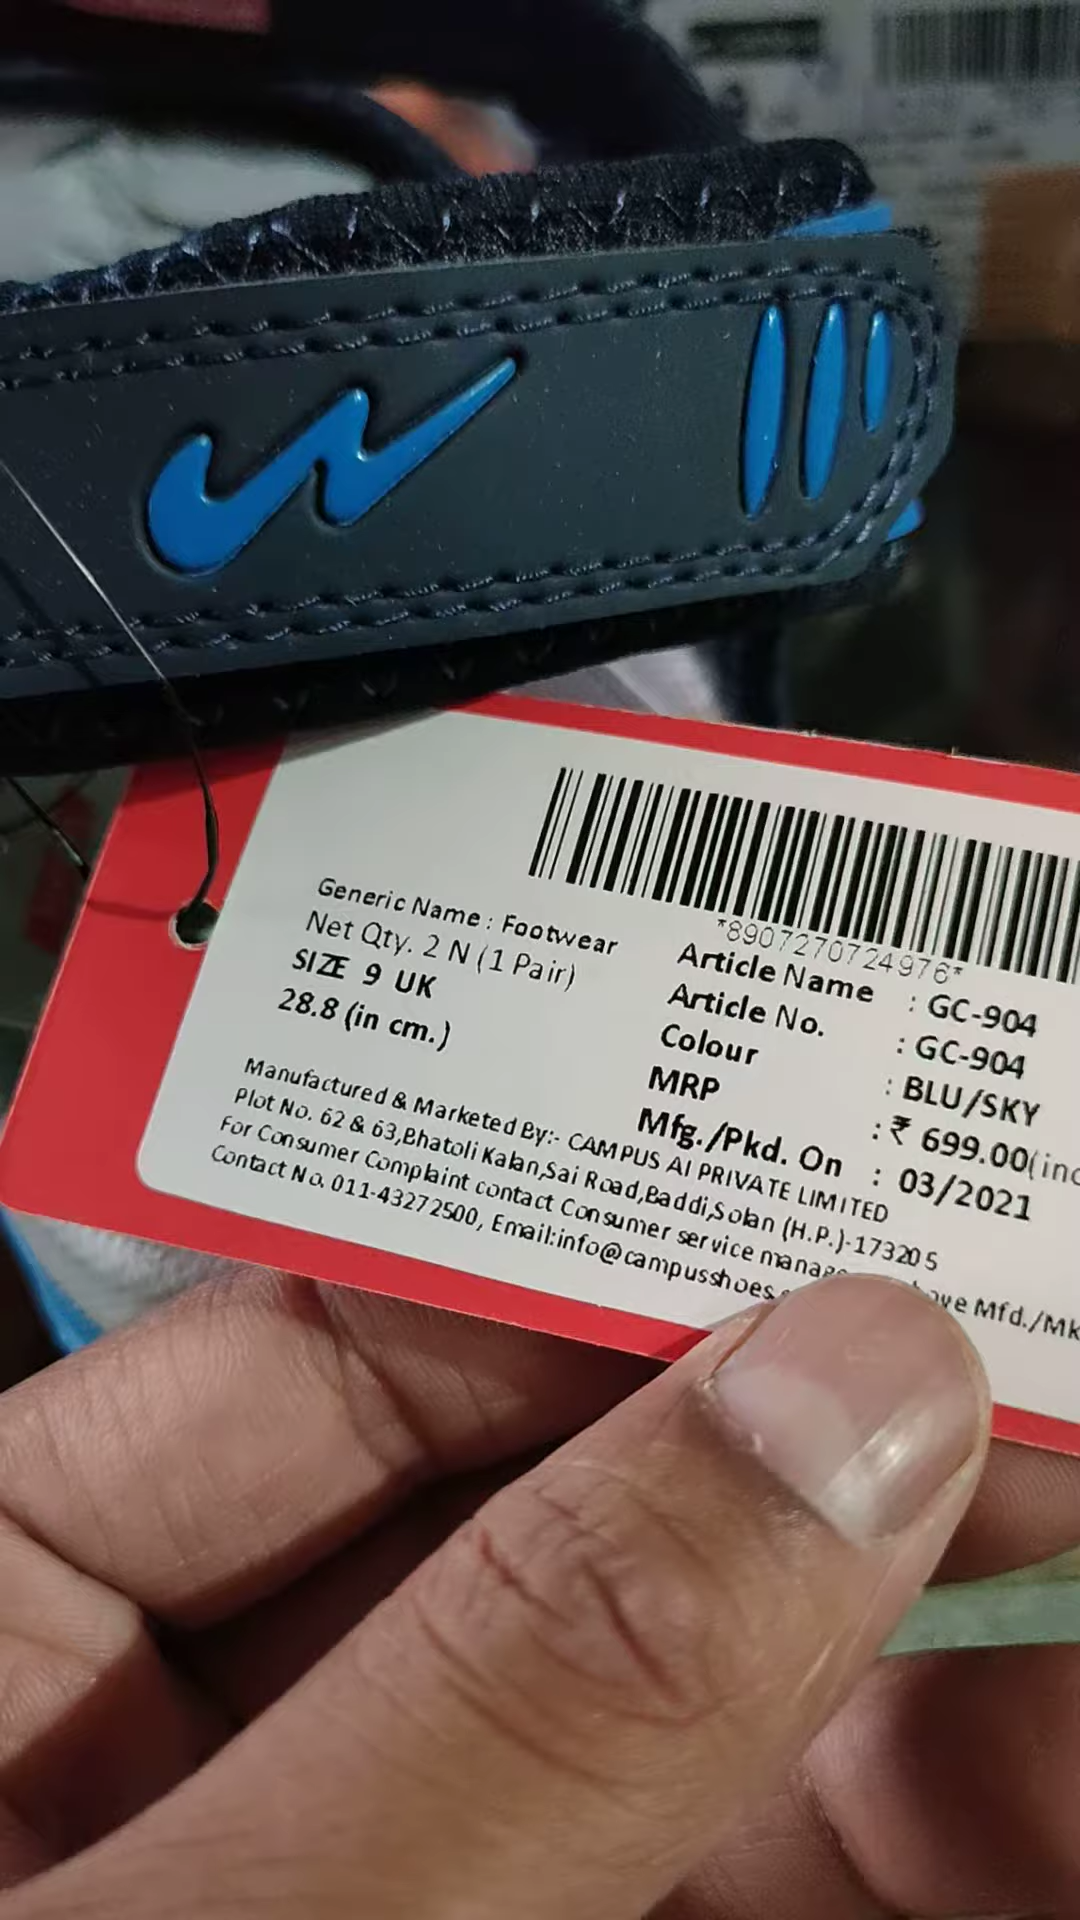 *8907270724976*
Generic Name : Footwear
Net Qty. 2 N (1 Pair)
SIZE 9 UK
28.8 (in cm.)
Article Name : GC-904
Article No. : GC-904
Colour : BLU/SKY
MRP : ₹ 699.00(inc
Mfg./Pkd. On : 03/2021
Manufactured & Marketed By:- CAMPUS AI PRIVATE LIMITED
Plot No. 62 & 63,Bhatoli Kalan,Sai Road,Baddi,Solan (H.P.)-173205
For Consumer Complaint contact Consumer service Mfd./Mk
Contact No. 011-43272500, Email:info@campusshoes.